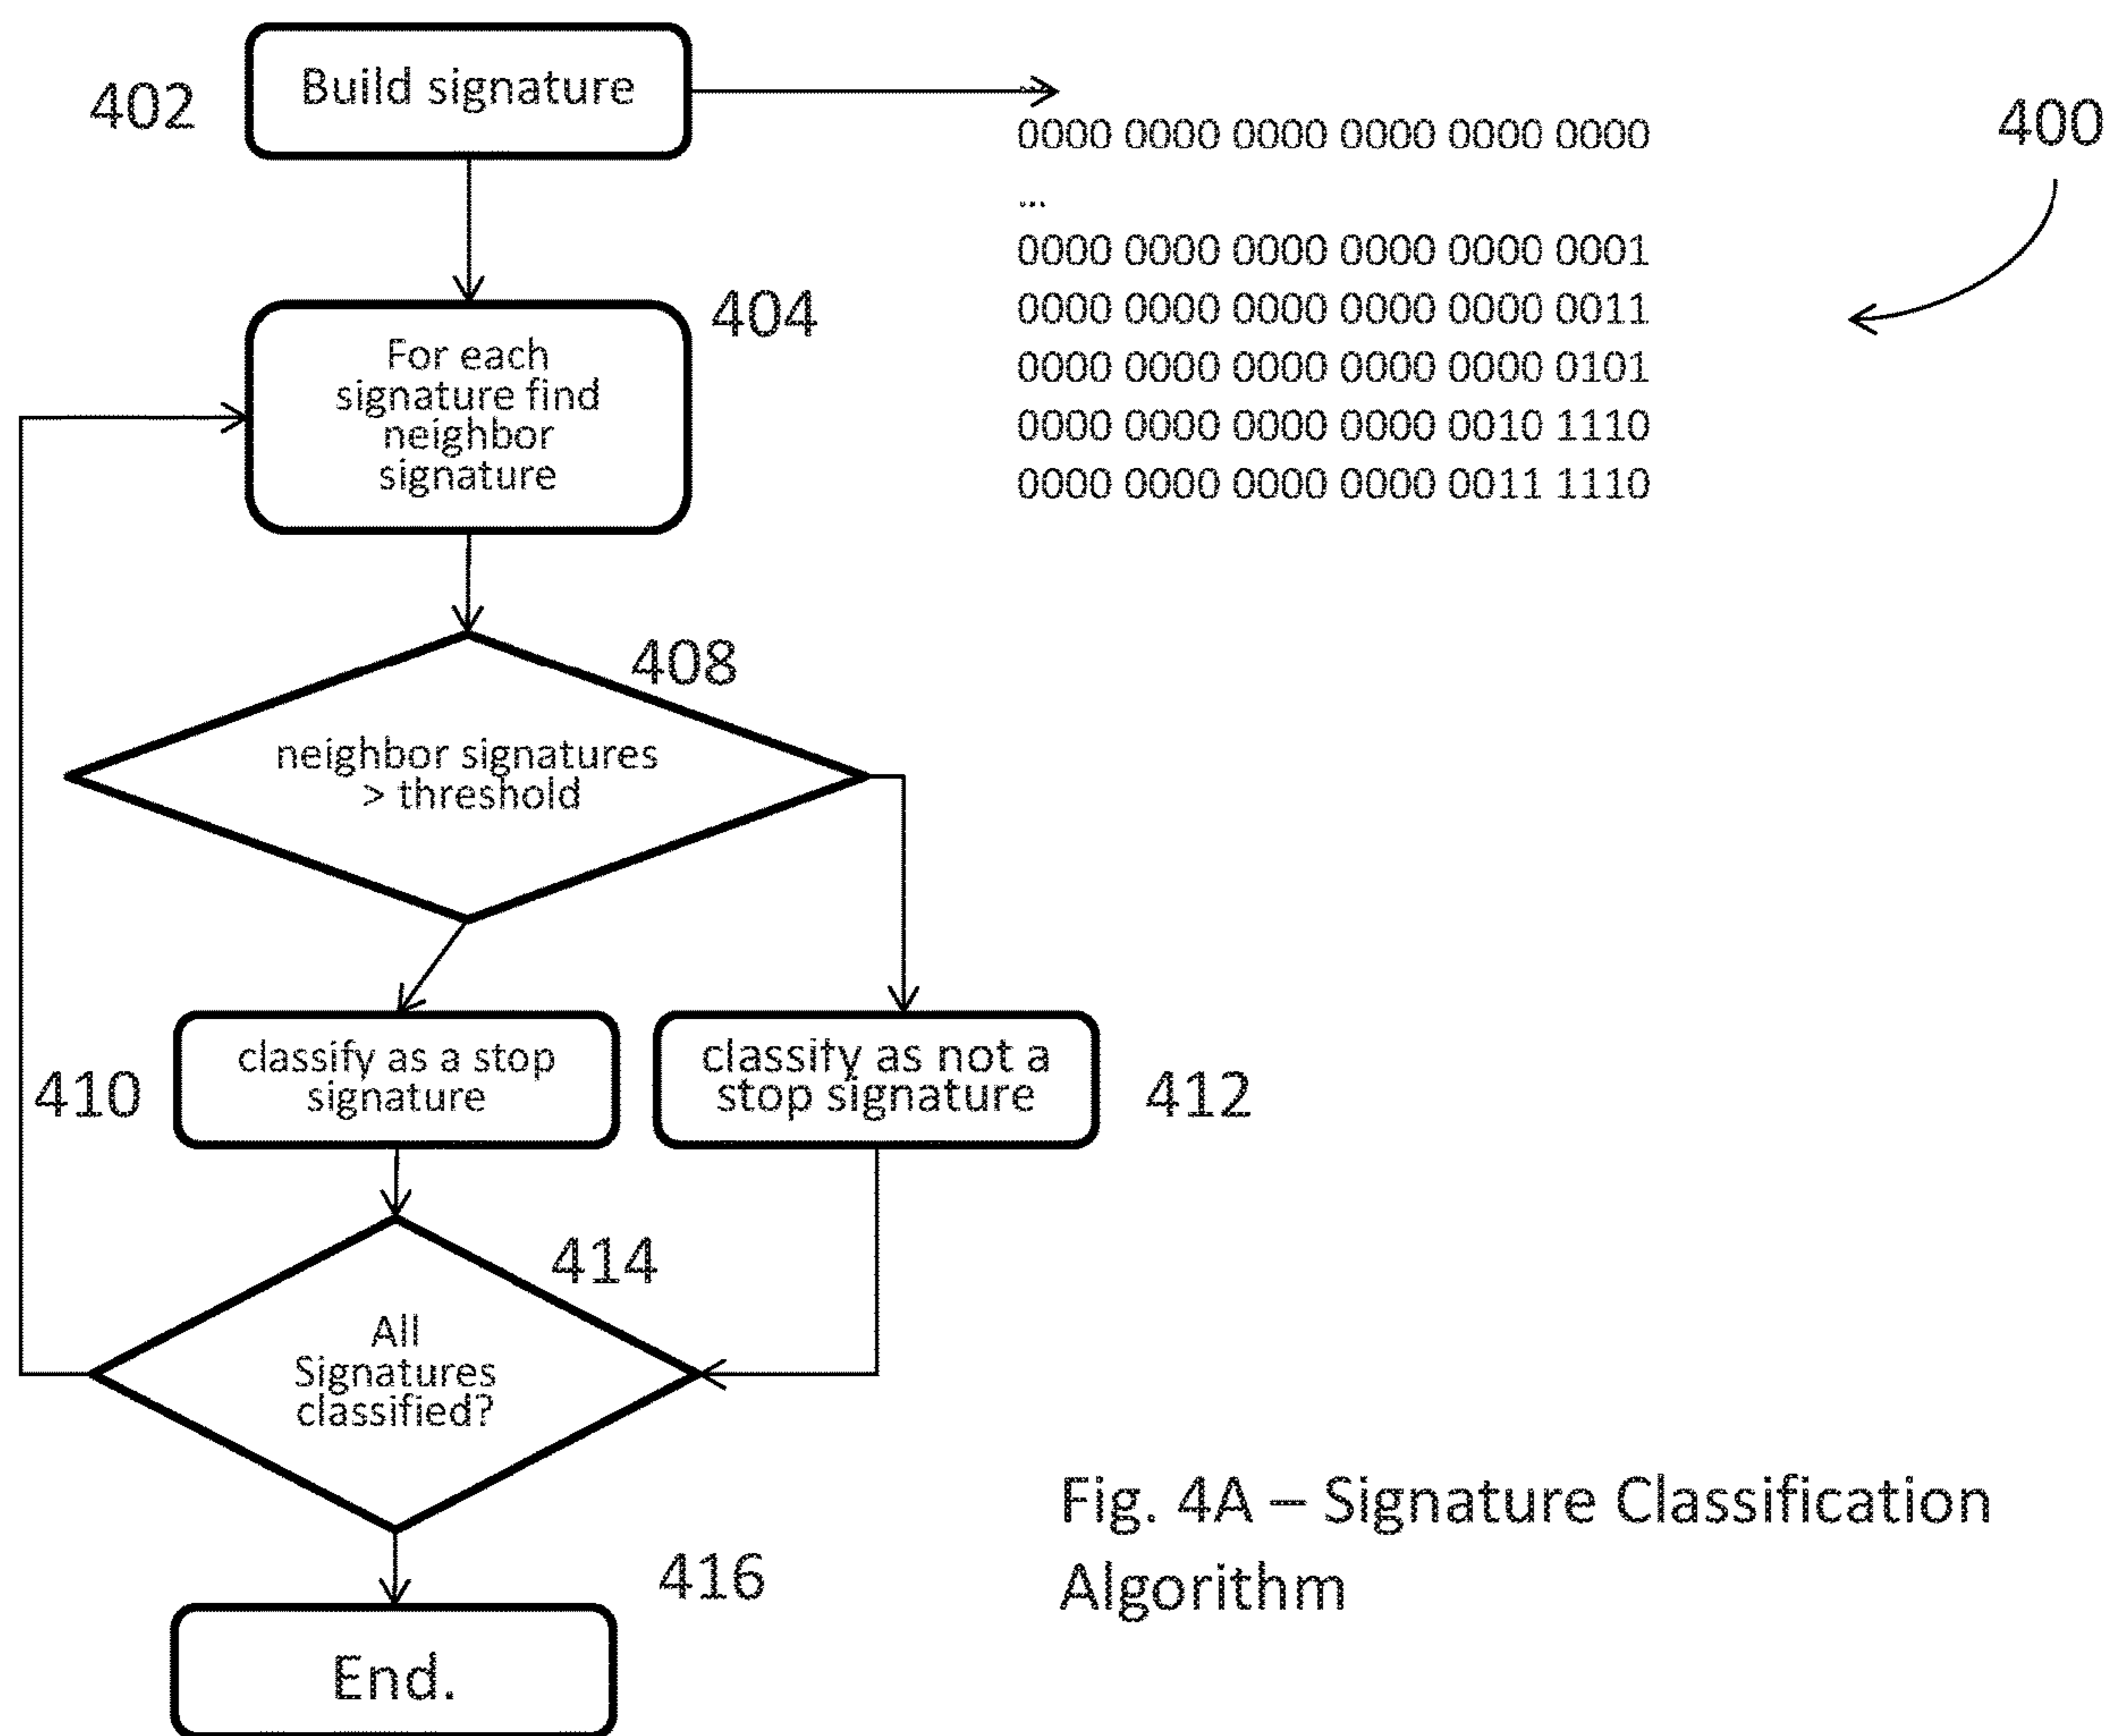 402
Build signature
...
0000 0000 0000 0000 0000 0000
...
0000 0000 0000 0000 0000 0001
0000 0000 0000 0000 0000 0011
0000 0000 0000 0000 0000 0101
0000 0000 0000 0000 0010 1110
0000 0000 0000 0000 0011 1110
400
404
For each
signature find
neighbor
signature
408
neighbor signatures
> threshold
410
classify as a stop
signature
classify as not a
stop signature
412
414
All
Signatures
classified?
416
End.
Fig. 4A – Signature Classification
Algorithm